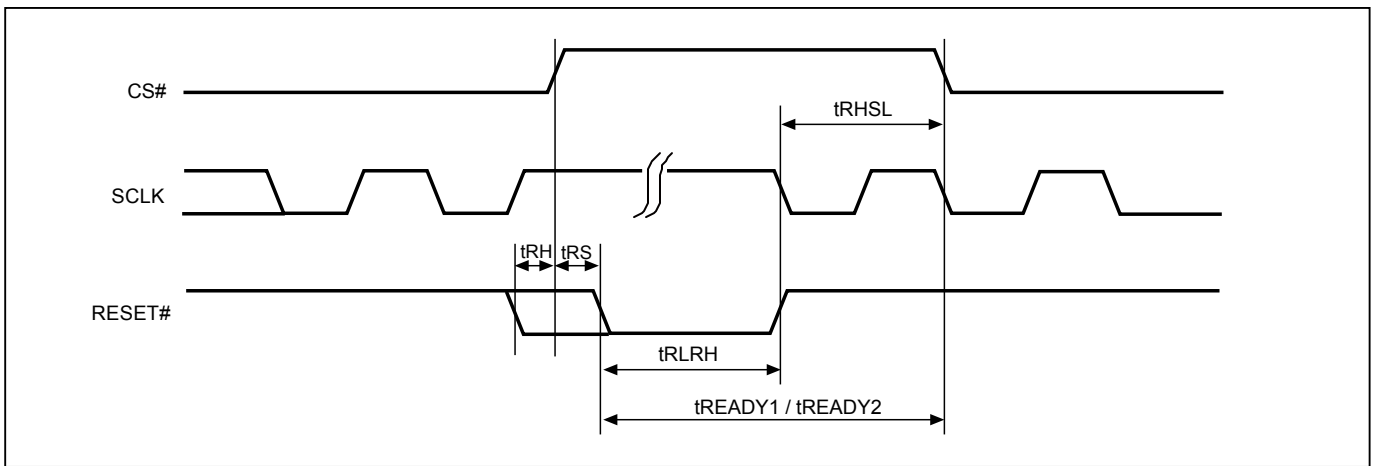 CS#
tRHSL
SCLK
tRH tRS
RESET#
tRLRH
tREADY1 / tREADY2